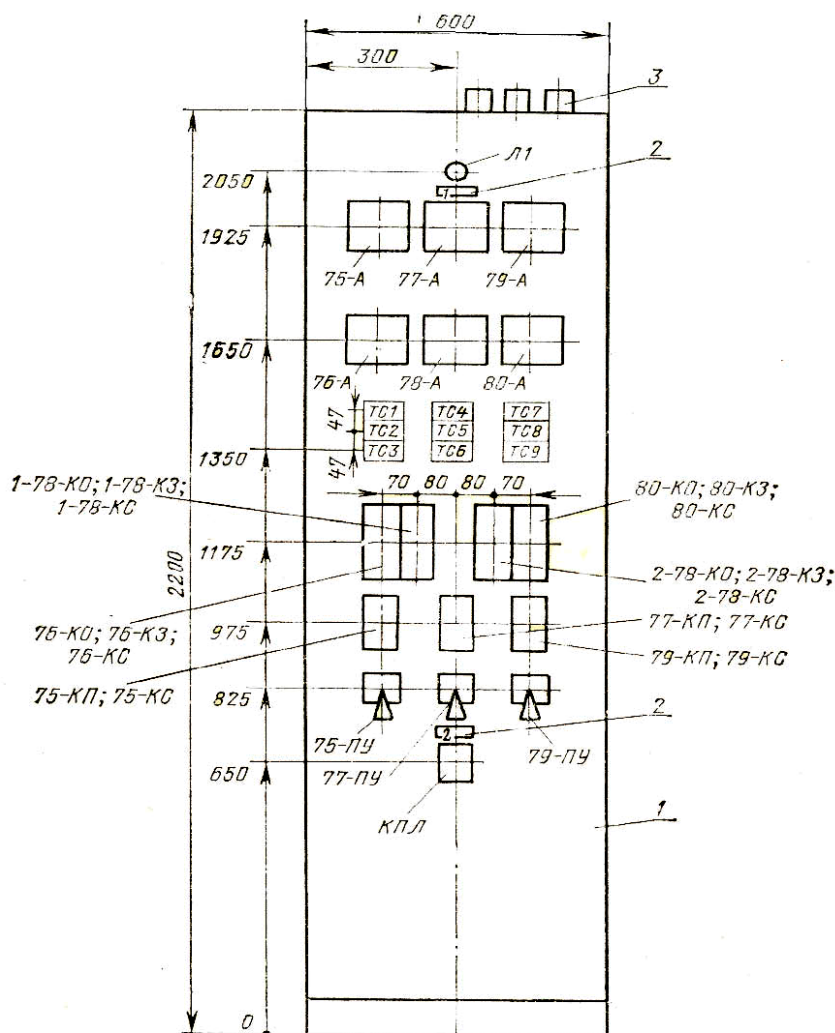 600
300
3
Л1
2
2050
1
1925
75-А 77-А 79-А
1650
76-А 78-А 80-А
47
ТС1 ТС4 ТС7
ТС2 ТС5 ТС8
ТС3 ТС6 ТС9
1350
47
70 80 80 70
1-78-КО; 1-78-КЗ;
1-78-КС
80-КО; 80-КЗ;
80-КС
1175
2200
2-78-КО; 2-78-КЗ;
2-78-КС
76-КО; 76-КЗ;
76-КС
975
77-КП; 77-КС
79-КП; 79-КС
75-КП; 75-КС
825
2
2
75-ПУ
77-ПУ
79-ПУ
650
КПЛ
1
0